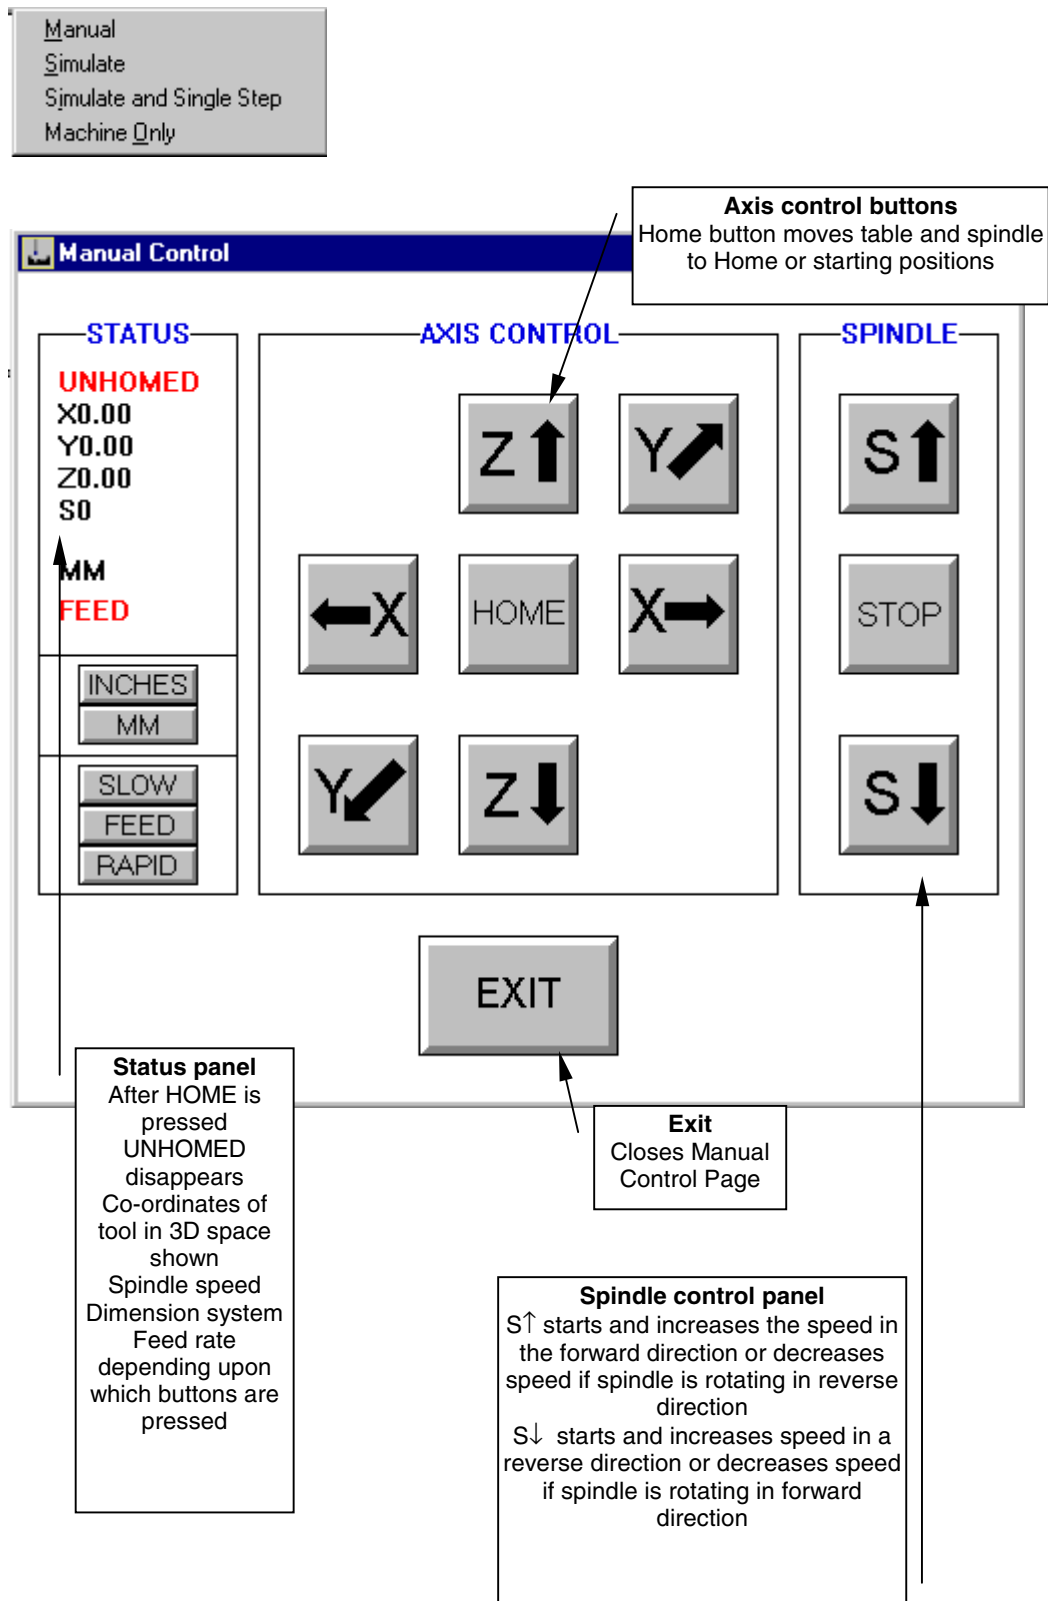 Manual
Simulate
Simulate and Single Step
Machine Only
Axis control buttons
Home button moves table and spindle
to Home or starting positions
Manual Control
STATUS
UNHOMED
X0.00
Y0.00
Z0.00
S0
MM
FEED
INCHES
MM
SLOW
FEED
RAPID
AXIS CONTROL
Z↑
Y↗
←X
HOME
X→
Y↙
Z↓
SPINDLE
S↑
STOP
S↓
EXIT
Status panel
After HOME is
pressed
UNHOMED
disappears
Co-ordinates of
tool in 3D space
shown
Spindle speed
Dimension system
Feed rate
depending upon
which buttons are
pressed
Exit
Closes Manual
Control Page
Spindle control panel
S↑ starts and increases the speed in
the forward direction or decreases
speed if spindle is rotating in reverse
direction
S↓ starts and increases speed in a
reverse direction or decreases speed
if spindle is rotating in forward
direction